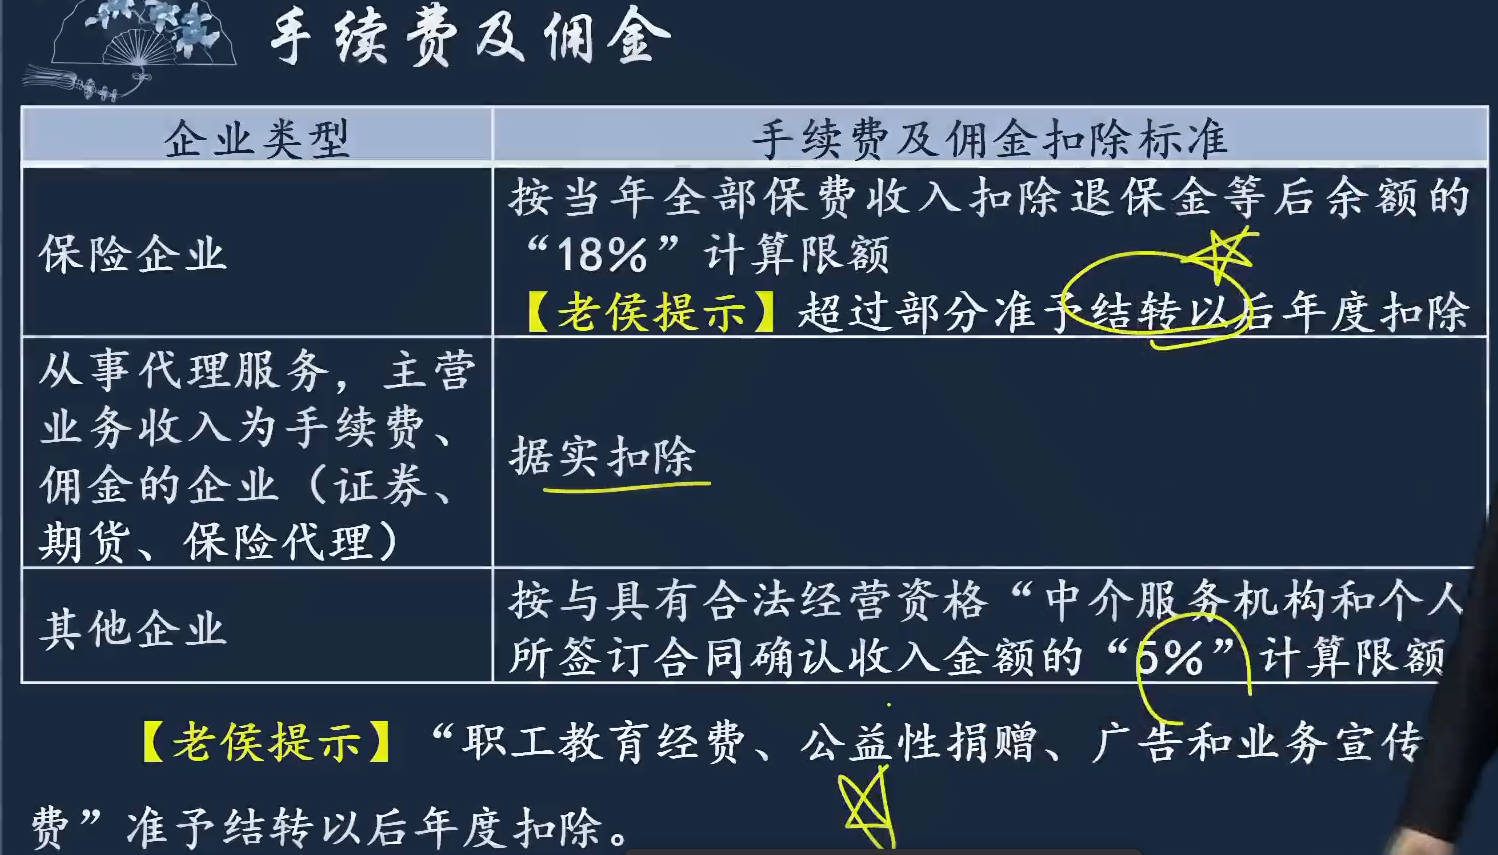 手续费及佣金
企业类型
手续费及佣金扣除标准
保险企业
按当年全部保费收入扣除退保金等后余额的
“18%”计算限额
【老侯提示】超过部分准予结转以后年度扣除
从事代理服务，主营
业务收入为手续费、
佣金的企业（证券、
期货、保险代理）
据实扣除
其他企业
按与具有合法经营资格“中介服务机构和个人
所签订合同确认收入金额的“5%”计算限额
【老侯提示】“职工教育经费、公益性捐赠、广告和业务宣传
费”准予结转以后年度扣除。